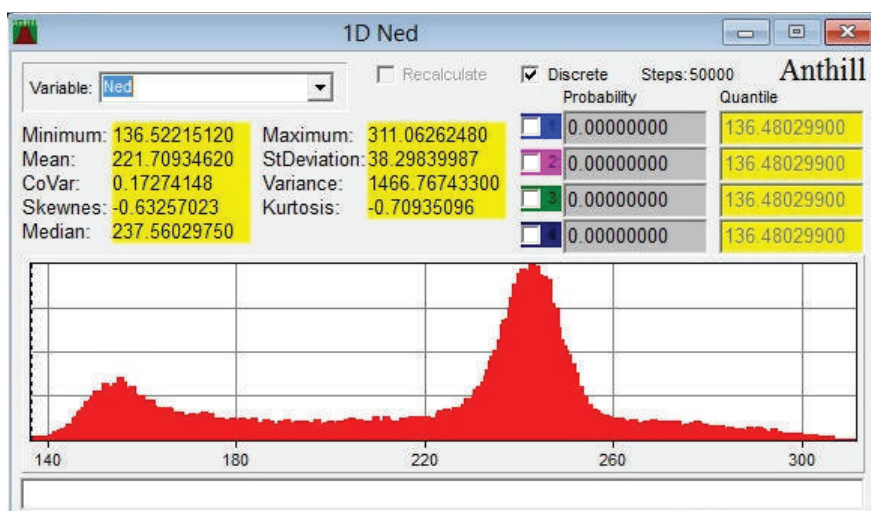 1D Ned
Variable: Ned Recalculate Discrete Steps:50000 Anthill
Probability Quantile
1 0.00000000 136.48029900
2 0.00000000 136.48029900
3 0.00000000 136.48029900
4 0.00000000 136.48029900
Minimum: 136.52215120 Maximum: 311.06262480
Mean: 221.70934620 StDeviation: 38.29839987
CoVar: 0.17274148 Variance: 1466.76743300
Skewnes: -0.63257023 Kurtosis: -0.70935096
Median: 237.56029750
140 180 220 260 300